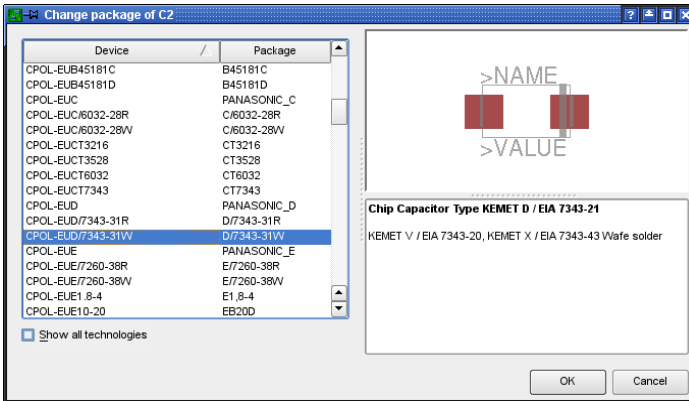 Change package of C2
Device Package
CPOL-EUB45181C B45181C
CPOL-EUB45181D B45181D
CPOL-EUC PANASONIC_C
CPOL-EUC/6032-28R C/6032-28R
CPOL-EUC/6032-28W C/6032-28W
CPOL-EUCT3216 CT3216
CPOL-EUCT3528 CT3528
CPOL-EUCT6032 CT6032
CPOL-EUCT7343 CT7343
CPOL-EUD PANASONIC_D
CPOL-EUD/7343-31R D/7343-31R
CPOL-EUD/7343-31W D/7343-31W
CPOL-EUE PANASONIC_E
CPOL-EUE/7260-38R E/7260-38R
CPOL-EUE/7260-38W E/7260-38W
CPOL-EUE1.8-4 E1,8-4
CPOL-EUE10-20 EB20D
Show all technologies
>NAME
>VALUE
Chip Capacitor Type KEMET D / EIA 7343-21
KEMET V / EIA 7343-20, KEMET X / EIA 7343-43 Wafe solder
OK Cancel